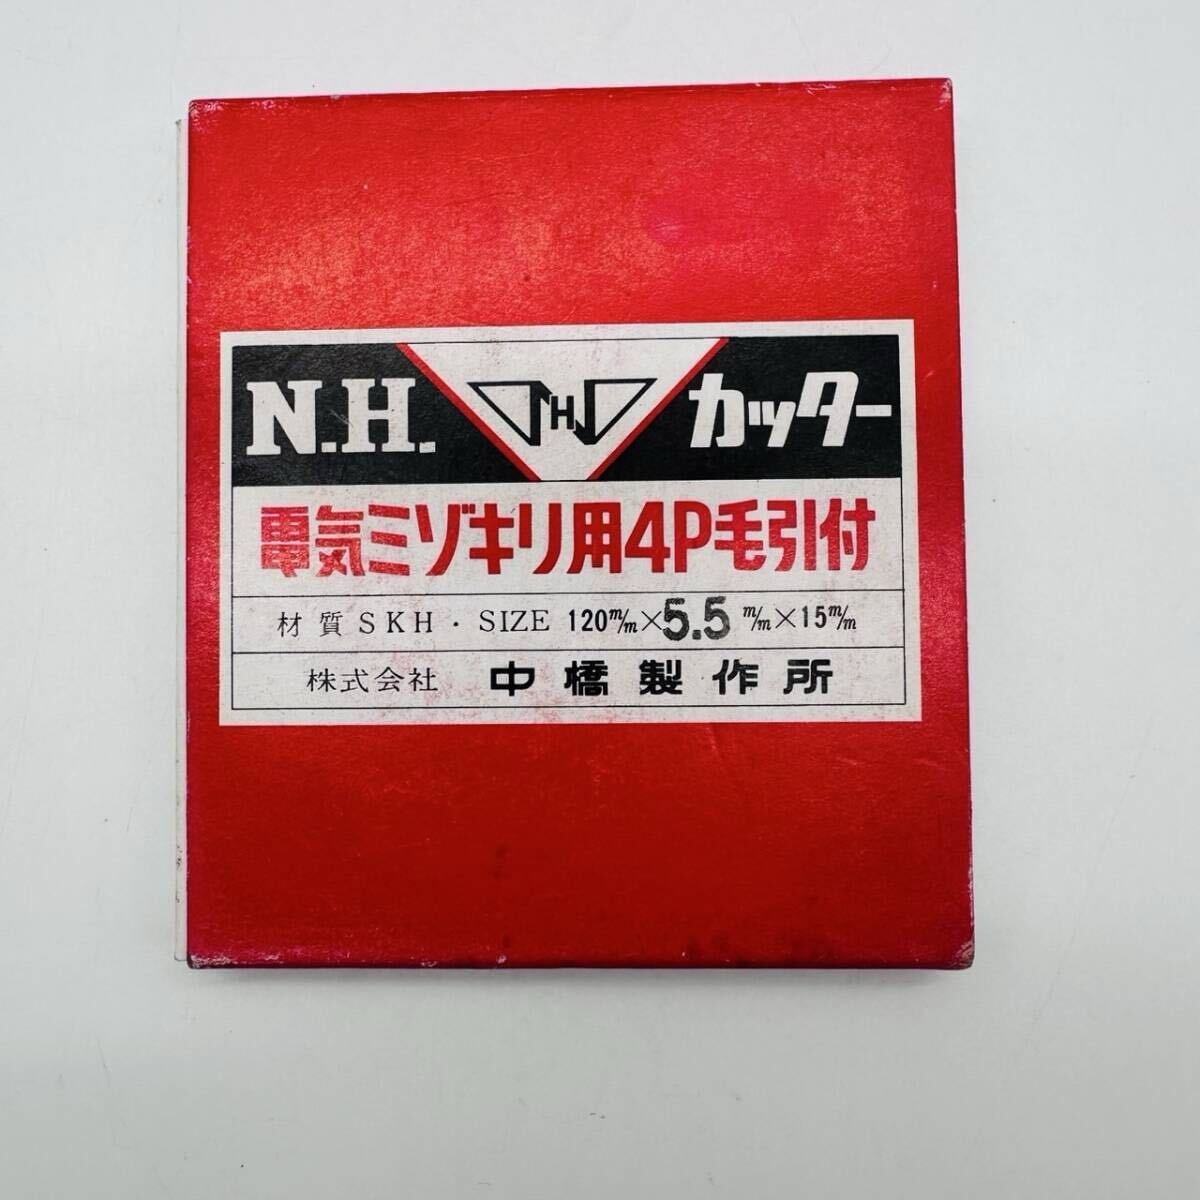 N.H. NHJ カッター
電気ミゾキリ用4P毛引付
材質SKH・SIZE 120m/m×5.5m/m×15m/m
株式会社 中橋製作所